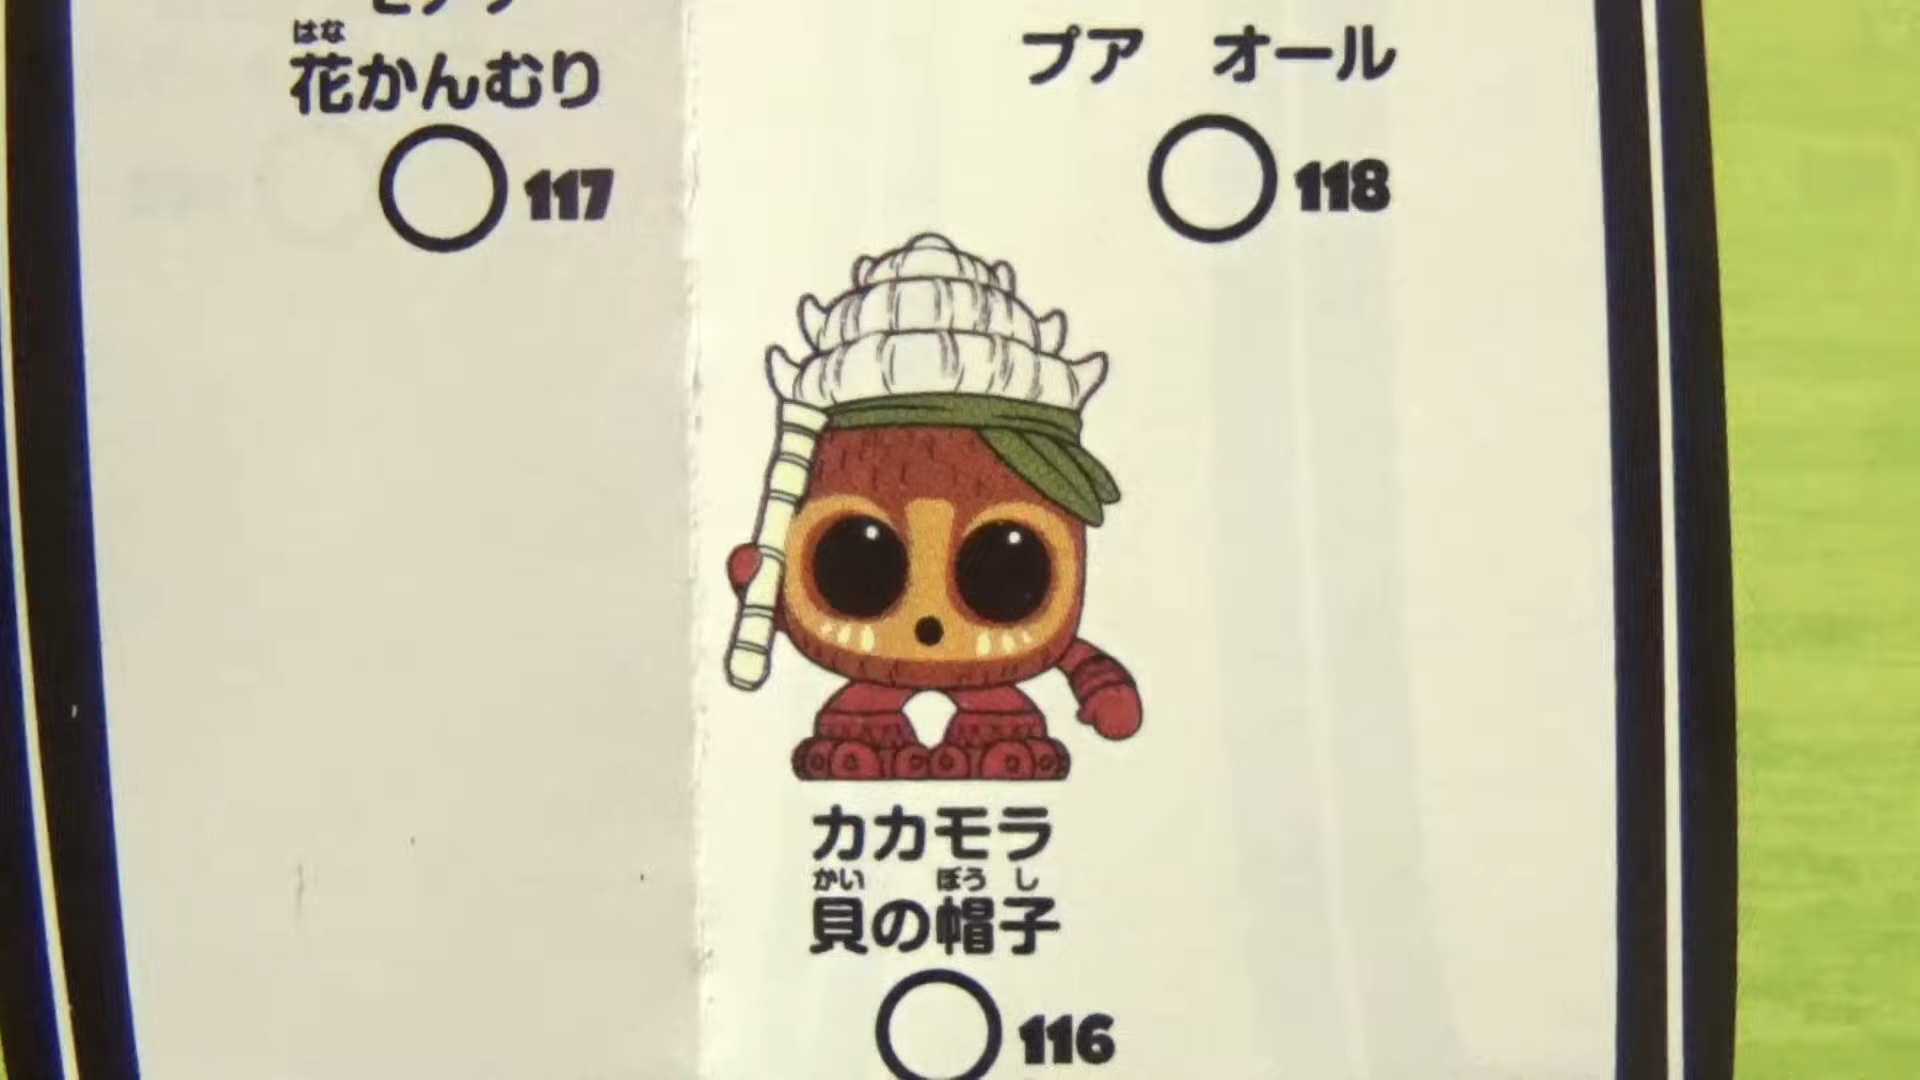 花かんむり
はな
117
プア オール
118
カカモラ
貝の帽子
かい ぼう し
116